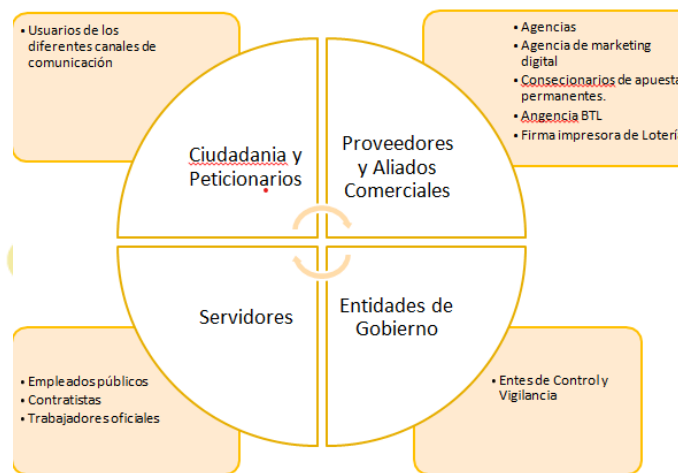 • Usuarios de los
diferentes canales de
comunicación
• Agencias
• Agencia de marketing
digital
• Consecionarios de apuesta
permanentes.
• Angencia BTL
• Firma impresora de Lotería
Ciudadania y
Peticionarios
Proveedores
y Aliados
Comerciales
Servidores
Entidades de
Gobierno
• Empleados públicos
• Contratistas
• Trabajadores oficiales
• Entes de Control y
Vigilancia